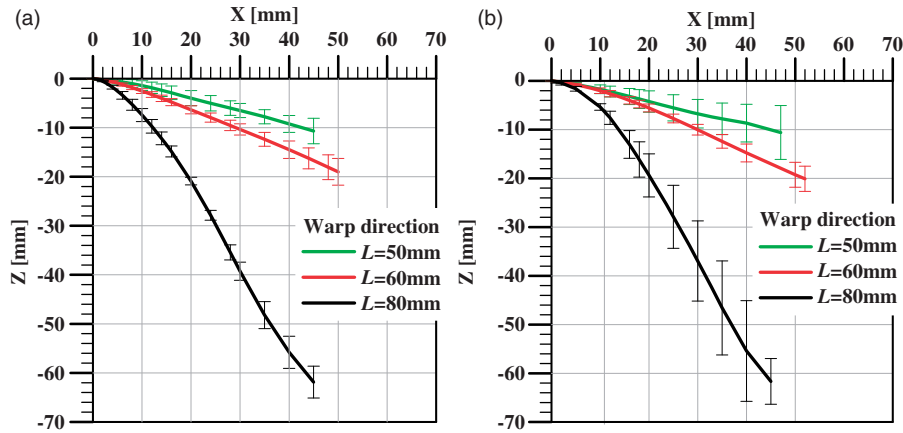 (a)
X [mm]
0 10 20 30 40 50 60 70
0
-10
-20
-30
-40
-50
-60
-70
Z [mm]
Warp direction
L=50mm
L=60mm
L=80mm
(b)
X [mm]
0 10 20 30 40 50 60 70
0
-10
-20
-30
-40
-50
-60
-70
Z [mm]
Warp direction
L=50mm
L=60mm
L=80mm